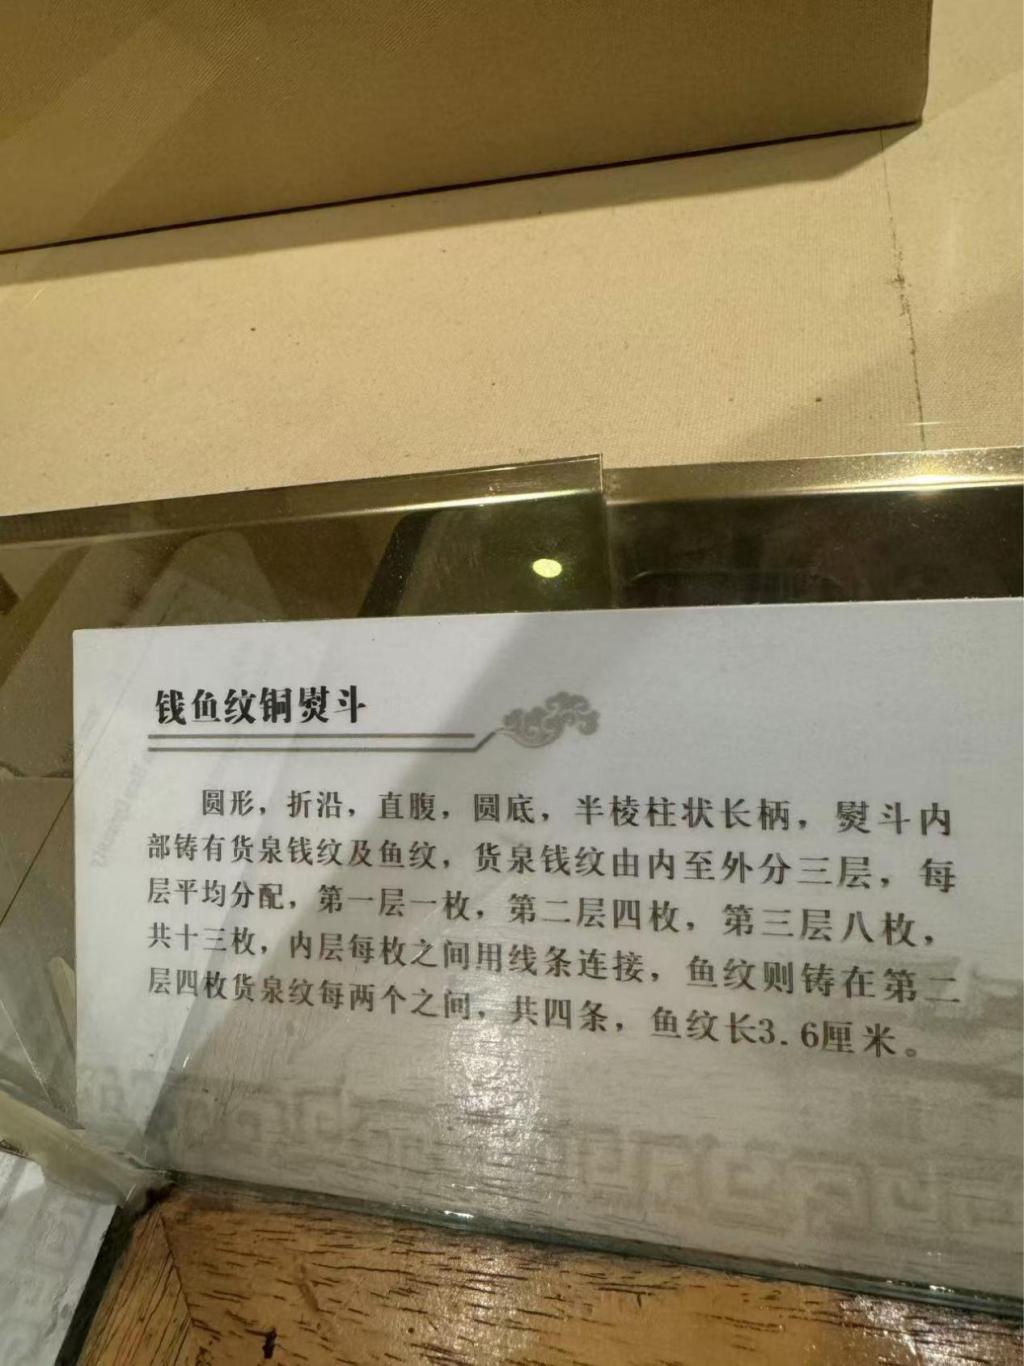 钱鱼纹铜熨斗
圆形，折沿，直腹，圆底，半棱柱状长柄，熨斗内
部铸有货泉钱纹及鱼纹，货泉钱纹由内至外分三层，每
层平均分配，第一层一枚，第二层四枚，第三层八枚，
共十三枚，内层每枚之间用线条连接，鱼纹则铸在第二
层四枚货泉纹每两个之间，共四条，鱼纹长3.6厘米。